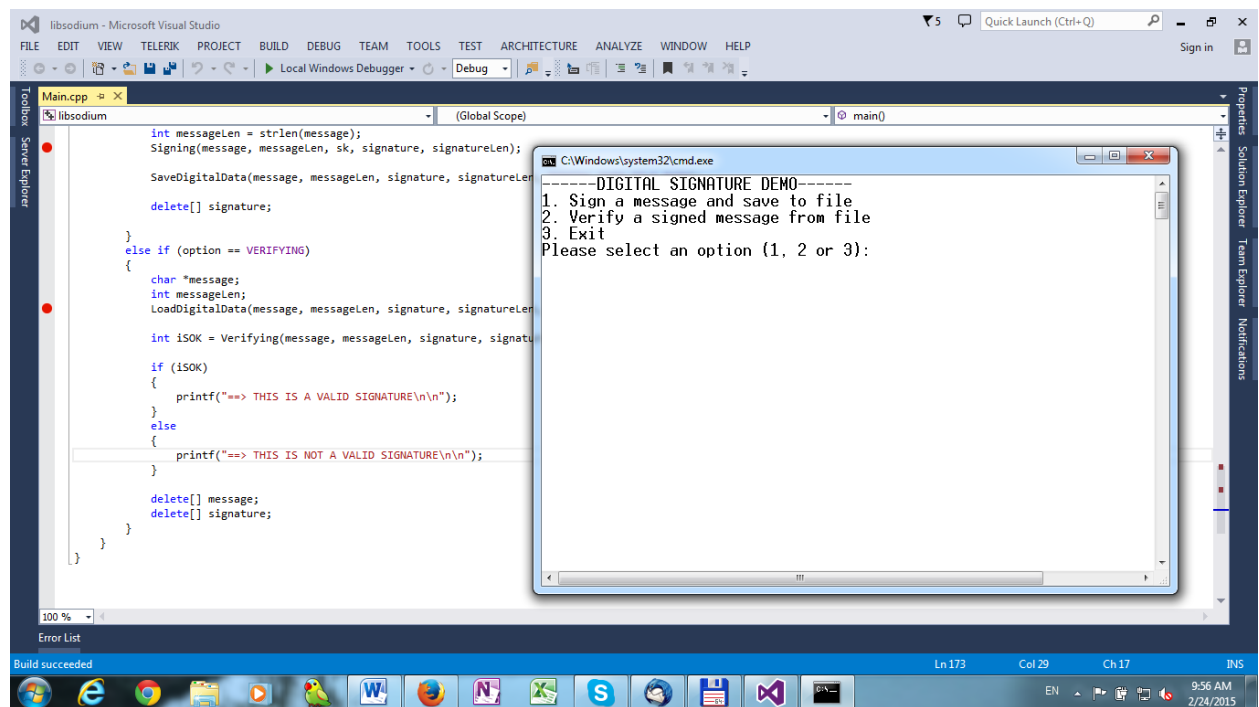 libsodium - Microsoft Visual Studio
5
Quick Launch (Ctrl+Q)
FILE EDIT VIEW TELERIK PROJECT BUILD DEBUG TEAM TOOLS TEST ARCHITECTURE ANALYZE WINDOW HELP
Sign in
Local Windows Debugger
Debug
Toolbox
Server Explorer
Main.cpp
libsodium
(Global Scope)
main()
int messageLen = strlen(message);
Signing(message, messageLen, sk, signature, signatureLen);
SaveDigitalData(message, messageLen, signature, signatureLen
delete[] signature;
}
else if (option == VERIFYING)
{
char *message;
int messageLen;
LoadDigitalData(message, messageLen, signature, signatureLen
int iSOK = Verifying(message, messageLen, signature, signatu
if (iSOK)
{
printf("==> THIS IS A VALID SIGNATURE\n\n");
}
else
{
printf("==> THIS IS NOT A VALID SIGNATURE\n\n");
}
delete[] message;
delete[] signature;
}
}
}
C:\Windows\system32\cmd.exe
------DIGITAL SIGNATURE DEMO------
1. Sign a message and save to file
2. Verify a signed message from file
3. Exit
Please select an option (1, 2 or 3):
Properties
Solution Explorer
Team Explorer
Notifications
100 %
Error List
Build succeeded
Ln 173
Col 29
Ch 17
INS
EN
9:56 AM
2/24/2015